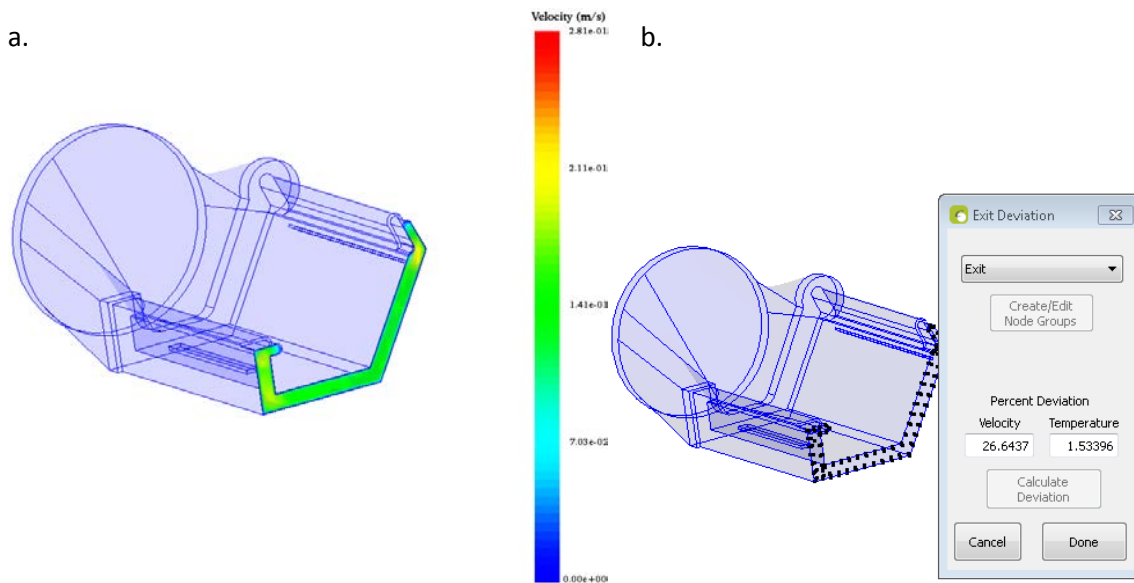 a.
Velocity (m/s)
2.81e-01
2.11e-01
1.41e-01
7.03e-02
0.00e+00
b.
Exit Deviation
Exit
Create/Edit
Node Groups
Percent Deviation
Velocity Temperature
26.6437 1.53396
Calculate
Deviation
Cancel Done